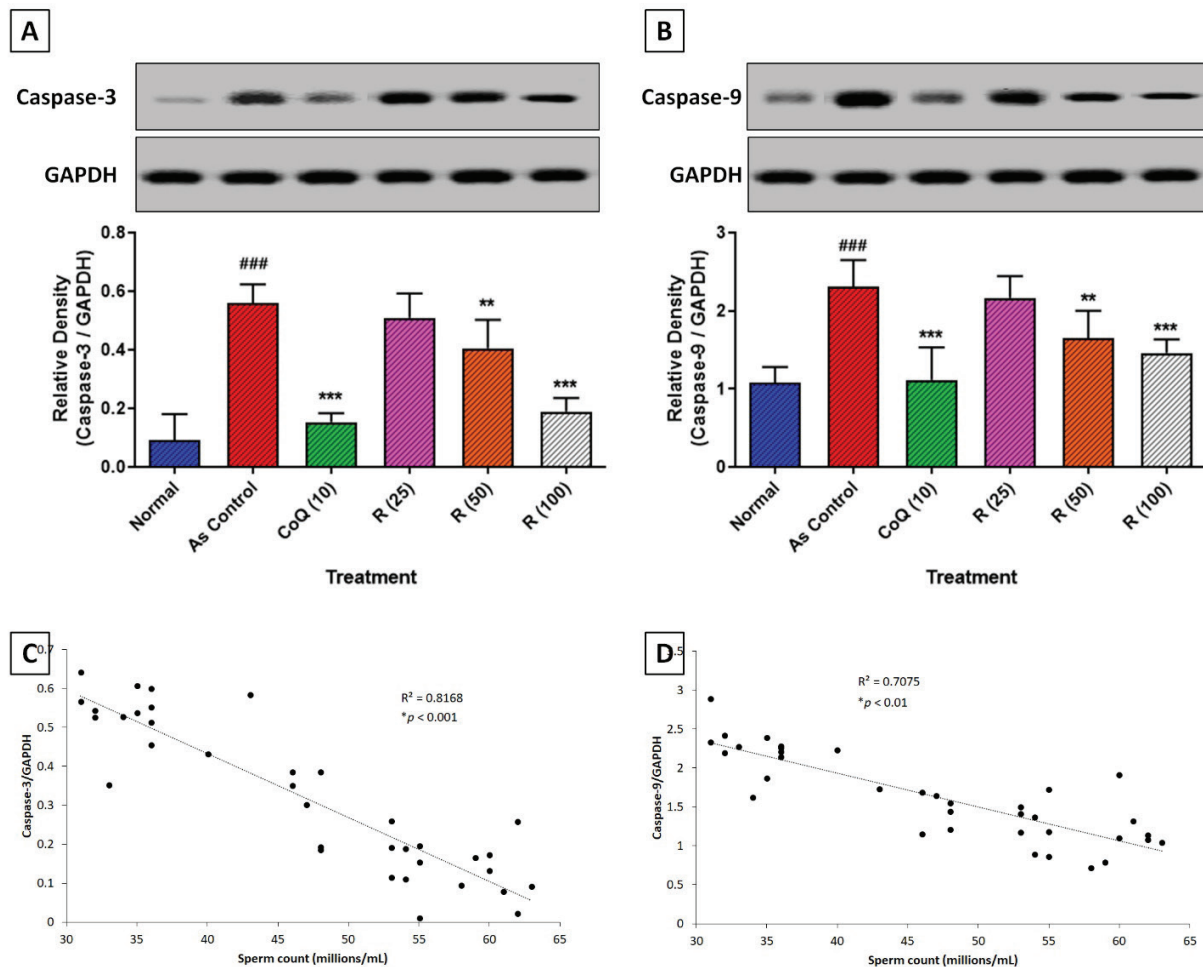 A
Caspase-3
GAPDH
Relative Density
(Caspase-3 / GAPDH)
0.8
0.6
0.4
0.2
0.0
###
***
**
***
Normal
As Control
CoQ (10)
R (25)
R (50)
R (100)
Treatment
B
Caspase-9
GAPDH
Relative Density
(Caspase-9 / GAPDH)
3
2
1
0
###
***
**
***
Normal
As Control
CoQ (10)
R (25)
R (50)
R (100)
Treatment
C
Caspase-3/GAPDH
0.7
0.6
0.5
0.4
0.3
0.2
0.1
0
R² = 0.8168
*p < 0.001
30 35 40 45 50 55 60 65
Sperm count (millions/mL)
D
Caspase-9/GAPDH
3.5
3
2.5
2
1.5
1
0.5
0
R² = 0.7075
*p < 0.01
30 35 40 45 50 55 60 65
Sperm count (millions/mL)